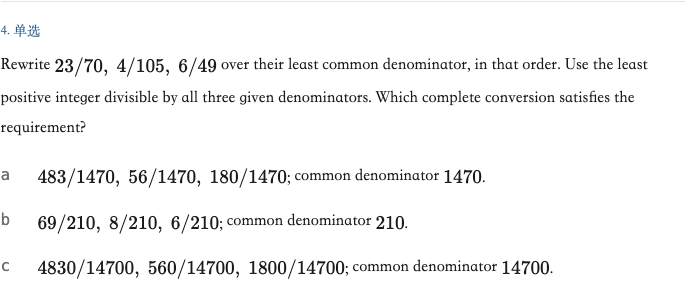 4. 单选
Rewrite 23/70, 4/105, 6/49 over their least common denominator, in that order. Use the least
positive integer divisible by all three given denominators. Which complete conversion satisfies the
requirement?
a 483/1470, 56/1470, 180/1470; common denominator 1470.
b 69/210, 8/210, 6/210; common denominator 210.
c 4830/14700, 560/14700, 1800/14700; common denominator 14700.